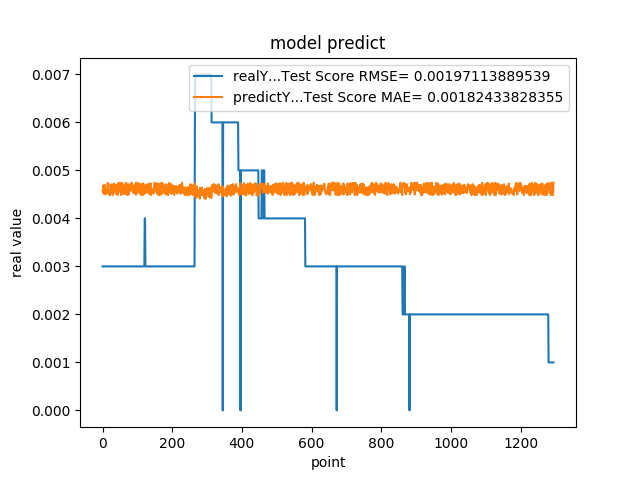 model predict
realY...Test Score RMSE= 0.00197113889539
predictY...Test Score MAE= 0.00182433828355
0.007
0.006
0.005
0.004
0.003
0.002
0.001
0.000
real value
0 200 400 600 800 1000 1200
point